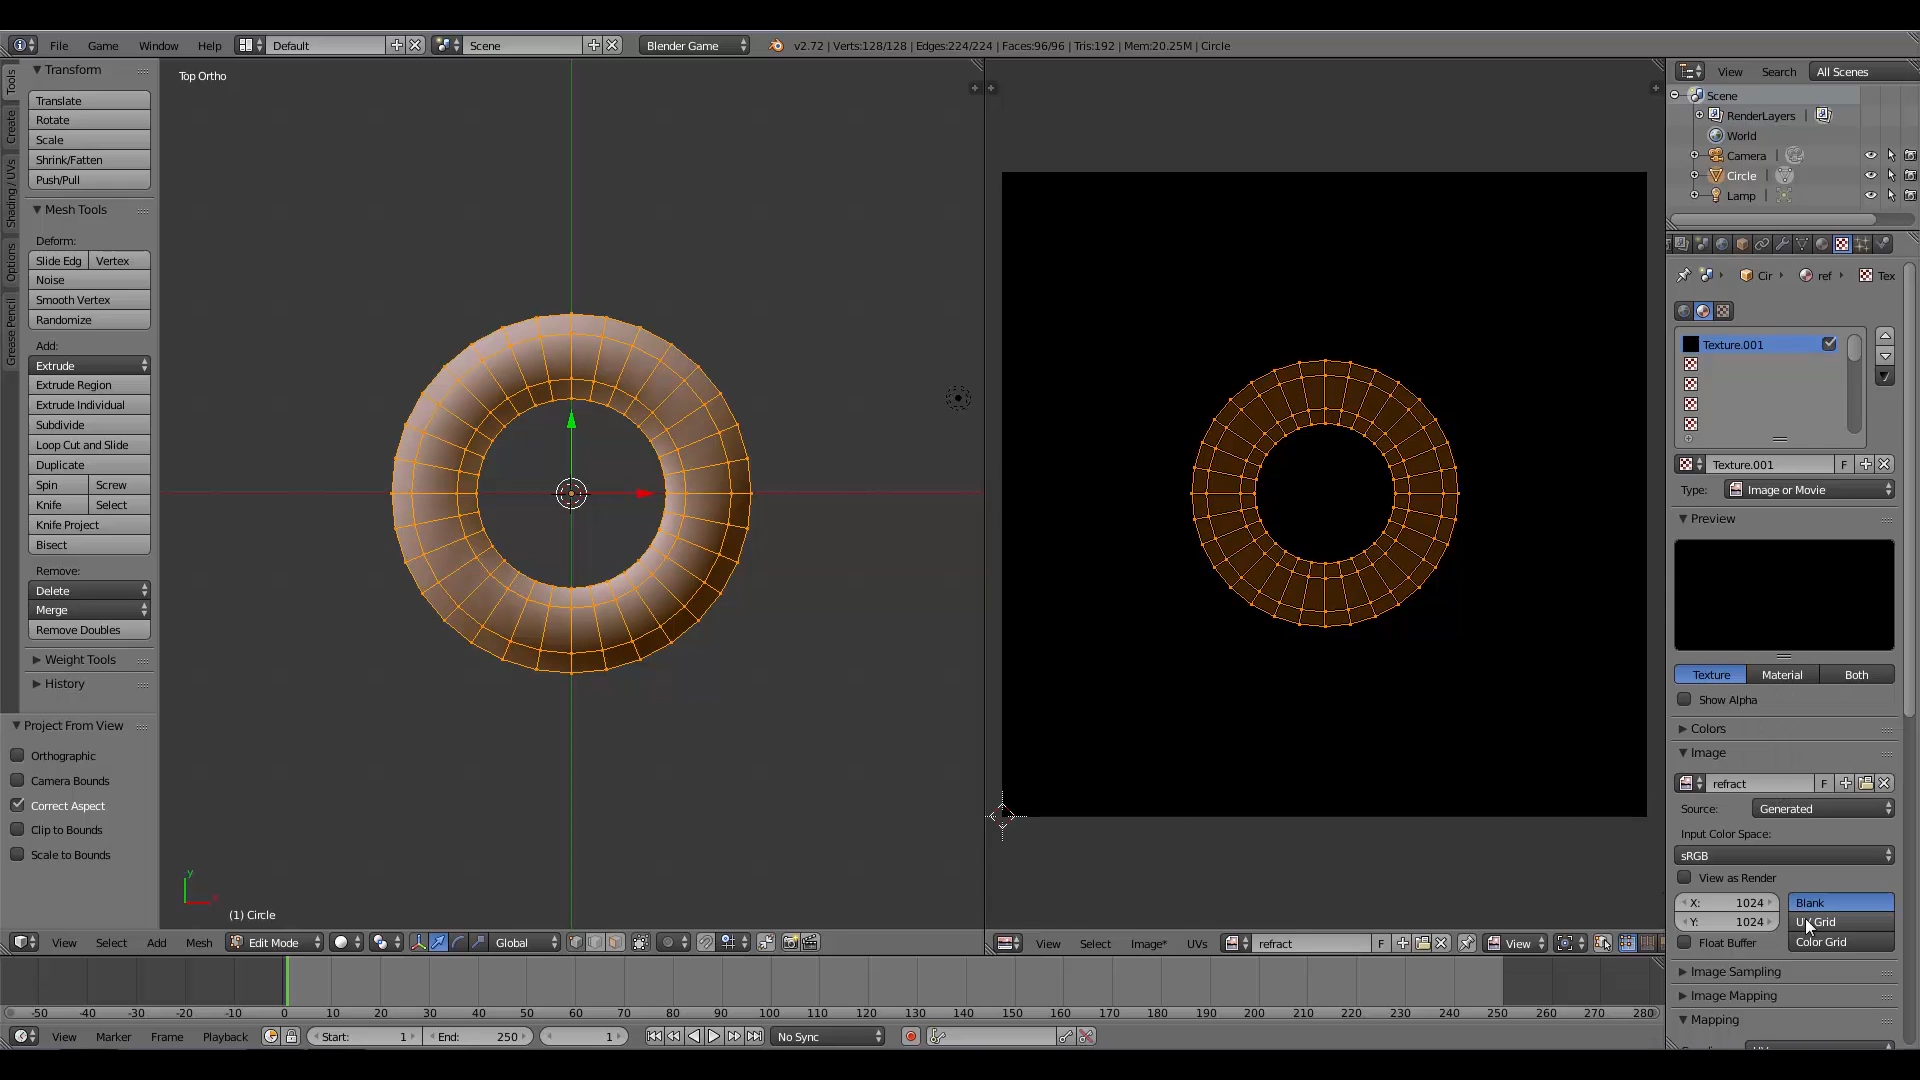 File Game Window Help Default Scene Blender Game v2.72 | Verts:128/128 | Edges:224/224 | Faces:96/96 | Tris:192 | Mem:20.25M | Circle
Tools
Create
Shading / UVs
Options
Grease Pencil
Transform
Translate
Rotate
Scale
Shrink/Fatten
Push/Pull
Mesh Tools
Deform:
Slide Edg Vertex
Noise
Smooth Vertex
Randomize
Add:
Extrude
Extrude Region
Extrude Individual
Subdivide
Loop Cut and Slide
Duplicate
Spin Screw
Knife Select
Knife Project
Bisect
Remove:
Delete
Merge
Remove Doubles
Weight Tools
History
Project From View
Orthographic
Camera Bounds
Correct Aspect
Clip to Bounds
Scale to Bounds
Top Ortho
y
(1) Circle
View Select Add Mesh Edit Mode Global
View Select Image* UVs refract F View
View Search All Scenes
Scene
RenderLayers |
World
Camera |
Circle |
Lamp |
Cir ref Tex
Texture.001
Texture.001 F
Type: Image or Movie
Preview
Texture Material Both
Show Alpha
Colors
Image
refract F
Source: Generated
Input Color Space:
sRGB
View as Render
X: 1024 Blank
Y: 1024 UV Grid
Float Buffer Color Grid
Image Sampling
Image Mapping
Mapping
-50 -40 -30 -20 -10 0 10 20 30 40 50 60 70 80 90 100 110 120 130 140 150 160 170 180 190 200 210 220 230 240 250 260 270 280
View Marker Frame Playback Start: 1 End: 250 1 No Sync